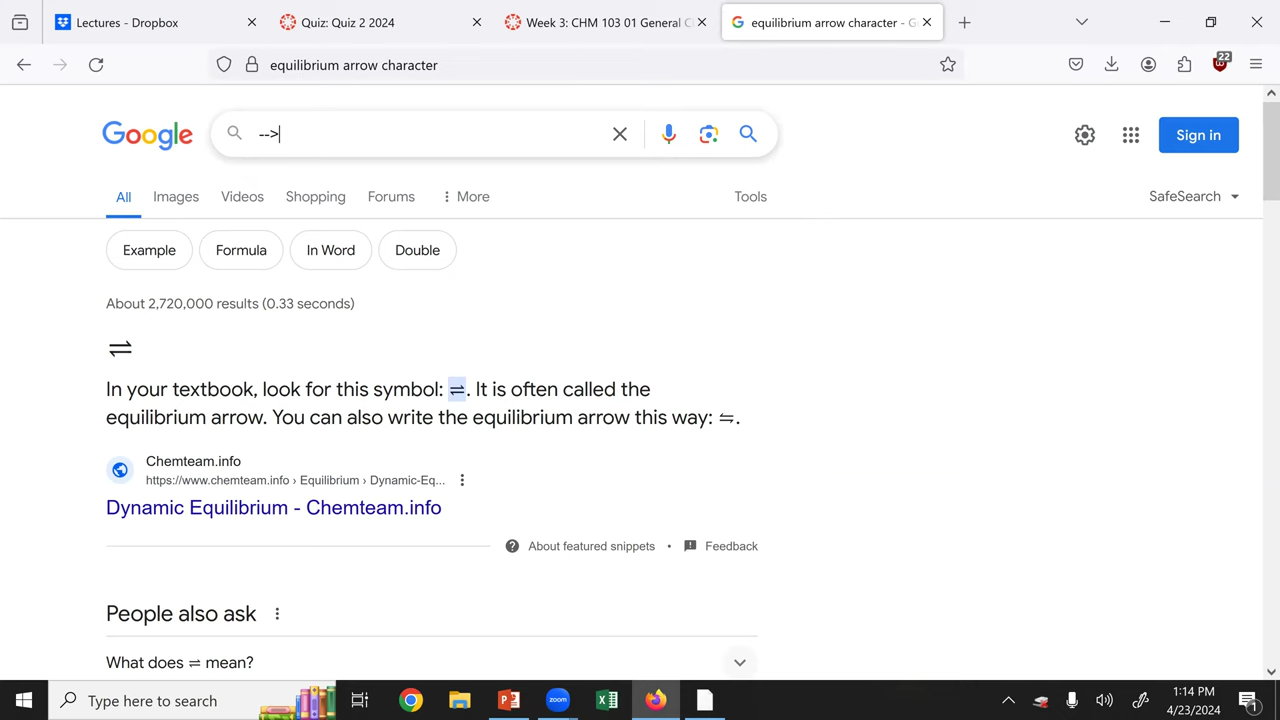 Lectures - Dropbox
Quiz: Quiz 2 2024
Week 3: CHM 103 01 General C
equilibrium arrow character - G
equilibrium arrow character
22
Google
-->
Sign in
All
Images
Videos
Shopping
Forums
More
Tools
SafeSearch
Example
Formula
In Word
Double
About 2,720,000 results (0.33 seconds)
⇌
In your textbook, look for this symbol: ⇌. It is often called the
equilibrium arrow. You can also write the equilibrium arrow this way: ⇋.
Chemteam.info
https://www.chemteam.info › Equilibrium › Dynamic-Eq...
Dynamic Equilibrium - Chemteam.info
About featured snippets • Feedback
People also ask
What does ⇌ mean?
Type here to search
zoom
1:14 PM
4/23/2024
1